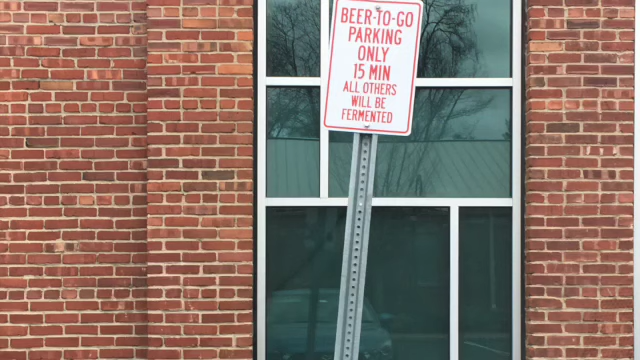 BEER-TO-GO
PARKING
ONLY
15 MIN
ALL OTHERS
WILL BE
FERMENTED